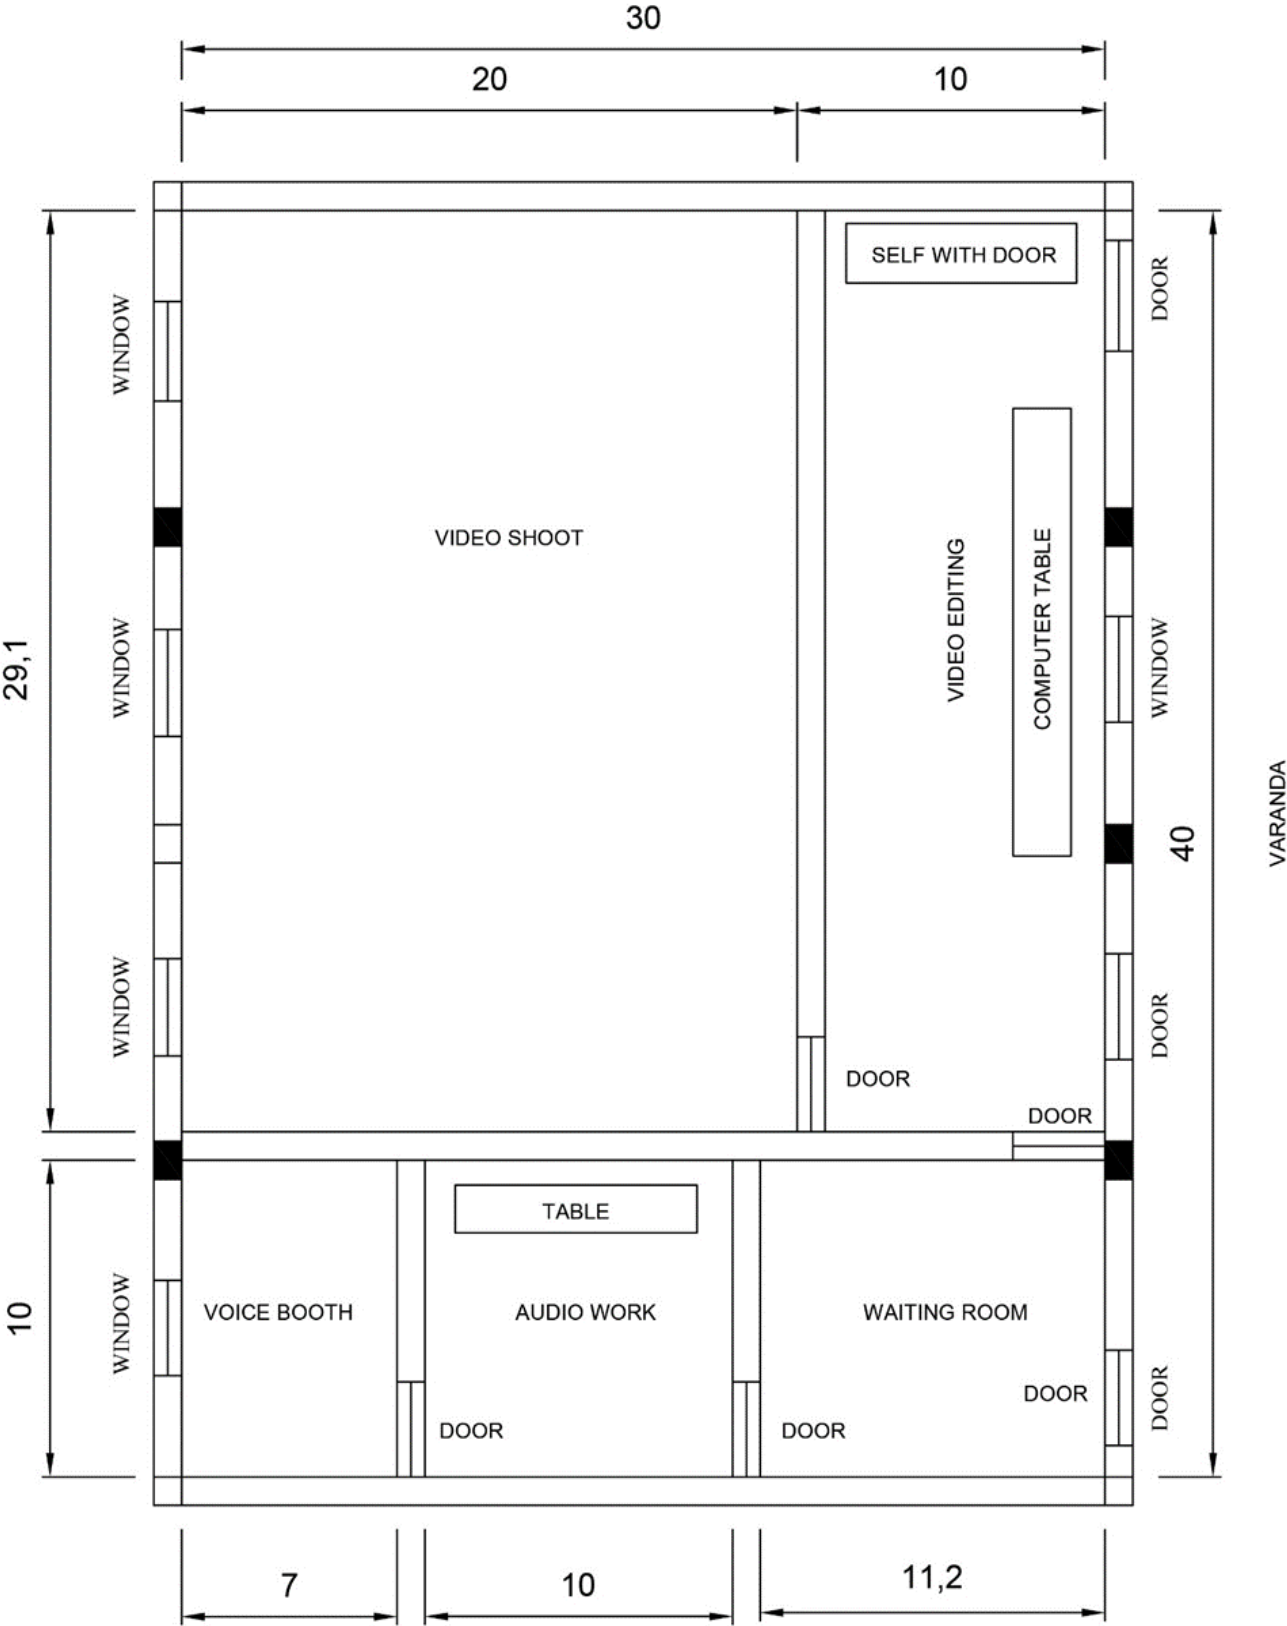 30
20
10
SELF WITH DOOR
DOOR
WINDOW
VIDEO SHOOT
VIDEO EDITING
COMPUTER TABLE
29,1
WINDOW
WINDOW
VARANDA
40
WINDOW
DOOR
DOOR
DOOR
TABLE
10
WINDOW
VOICE BOOTH
AUDIO WORK
WAITING ROOM
DOOR
DOOR
DOOR
DOOR
7
10
11,2